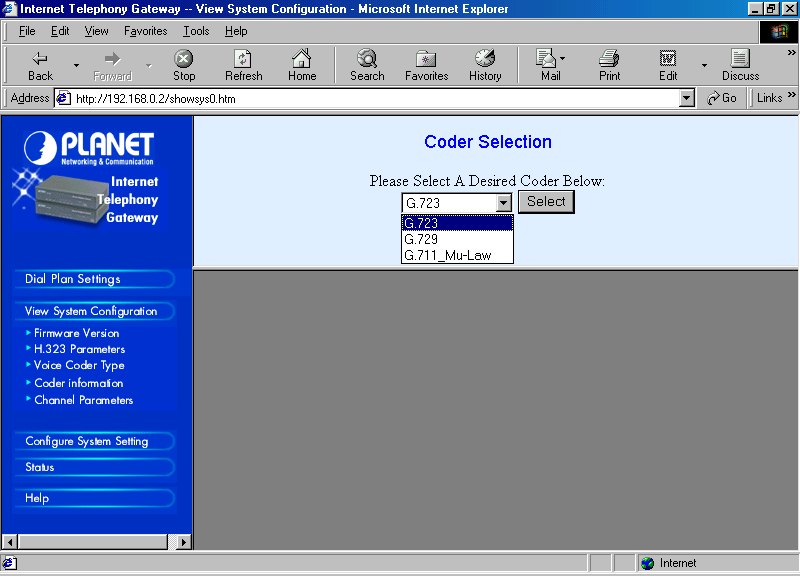 Internet Telephony Gateway -- View System Configuration - Microsoft Internet Explorer
File Edit View Favorites Tools Help
Back Forward Stop Refresh Home Search Favorites History Mail Print Edit Discuss »
Address http://192.168.0.2/showsys0.htm Go Links »
PLANET
Networking & Communication
Internet
Telephony
Gateway
Dial Plan Settings
View System Configuration
Firmware Version
H.323 Parameters
Voice Coder Type
Coder information
Channel Parameters
Configure System Setting
Status
Help
Coder Selection
Please Select A Desired Coder Below:
G.723 Select
G.723
G.729
G.711_Mu-Law
Internet